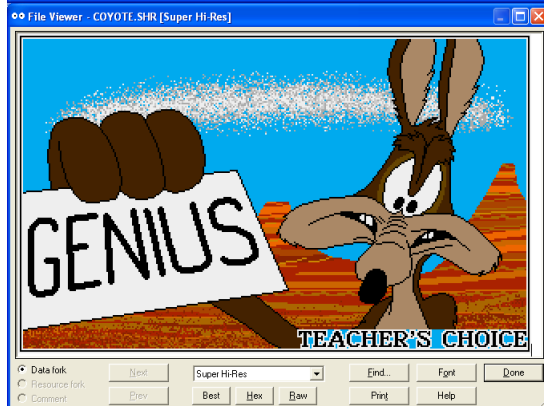 File Viewer - COYOTE.SHR [Super Hi-Res]
GENIUS
TEACHER'S CHOICE
Data fork
Next
Super Hi-Res
Find...
Font
Done
Resource fork
Comment
Prev
Best
Hex
Raw
Print
Help